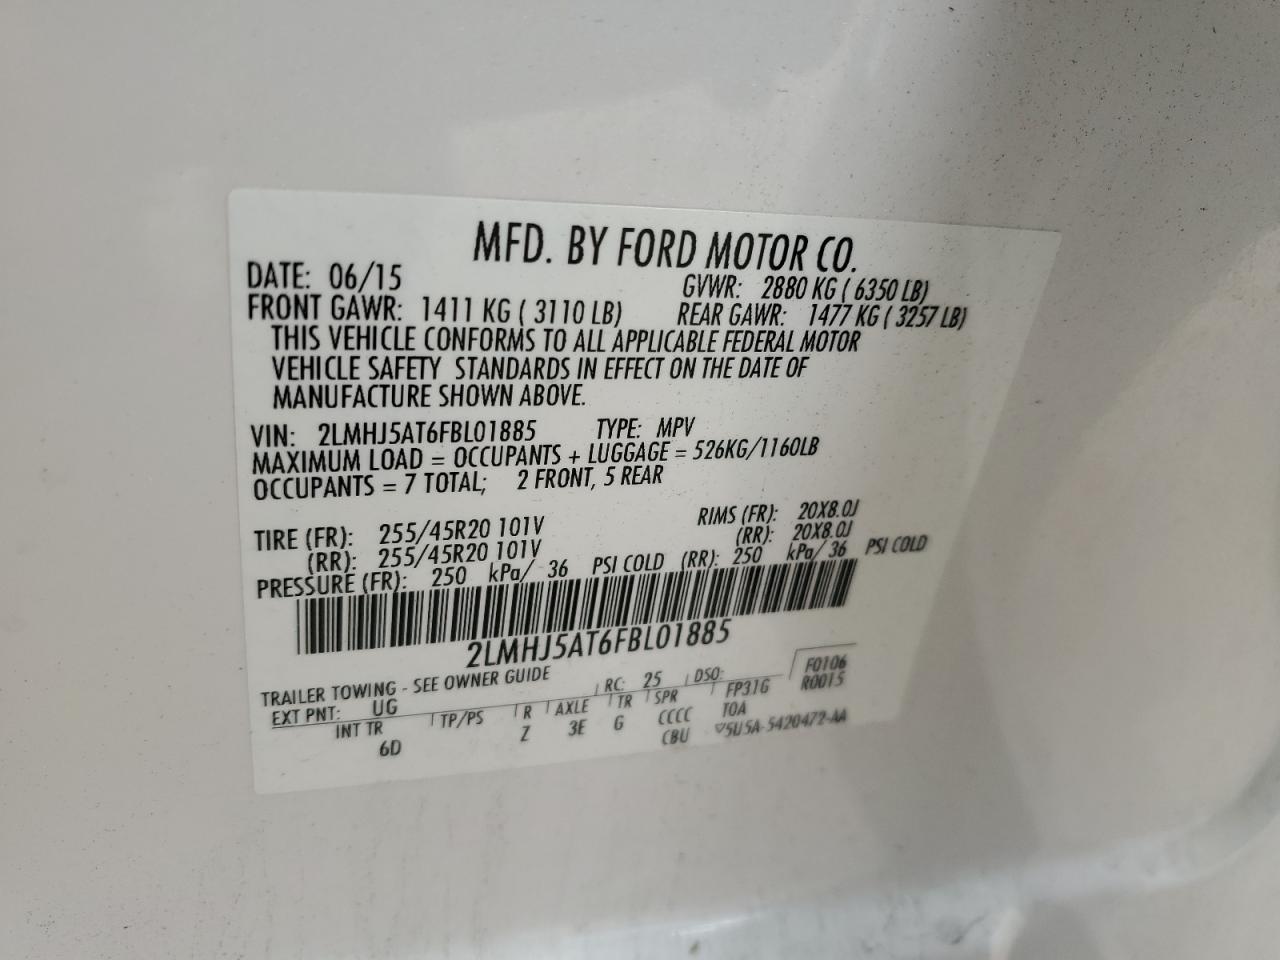 MFD. BY FORD MOTOR CO.
DATE: 06/15 GVWR: 2880 KG ( 6350 LB)
FRONT GAWR: 1411 KG ( 3110 LB) REAR GAWR: 1477 KG ( 3257 LB)
THIS VEHICLE CONFORMS TO ALL APPLICABLE FEDERAL MOTOR
VEHICLE SAFETY STANDARDS IN EFFECT ON THE DATE OF
MANUFACTURE SHOWN ABOVE.
VIN: 2LMHJ5AT6FBL01885 TYPE: MPV
MAXIMUM LOAD = OCCUPANTS + LUGGAGE = 526KG/1160LB
OCCUPANTS = 7 TOTAL; 2 FRONT, 5 REAR
TIRE (FR): 255/45R20 101V RIMS (FR): 20X8.0J
(RR): 255/45R20 101V (RR): 20X8.0J
PRESSURE (FR): 250 kPa/ 36 PSI COLD (RR): 250 kPa/ 36 PSI COLD
2LMHJ5AT6FBL01885
TRAILER TOWING - SEE OWNER GUIDE
EXT PNT: UG RC: 25 DSO: F0106
INT TR TP/PS R AXLE TR SPR FP31G R0015
6D Z 3E G CCCC TOA
CBU ▽5U5A-5420472-AA